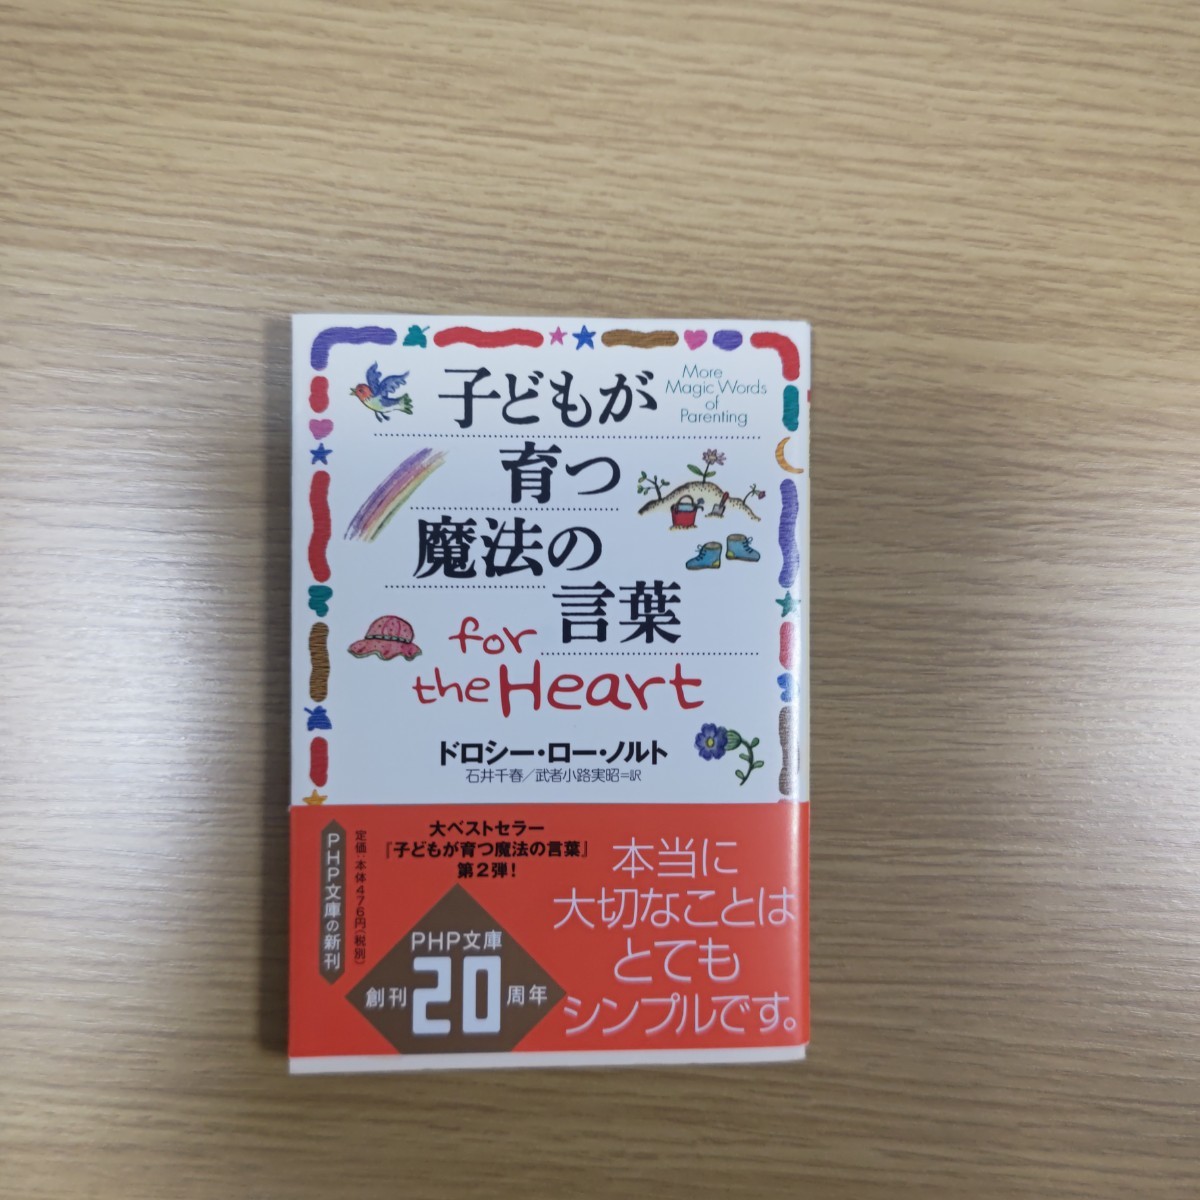 子どもが
More
Magic Words
of
Parenting
育つ
魔法の
言葉
for
the Heart
ドロシー・ロー・ノルト
石井千春／武者小路実昭=訳
PHP文庫の新刊
定価：本体476円(税別)
大ベストセラー
『子どもが育つ魔法の言葉』
第2弾！
PHP文庫
創刊20周年
本当に
大切なことは
とても
シンプルです。